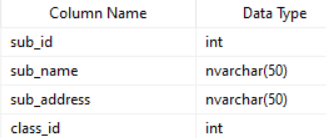 Column Name Data Type
sub_id int
sub_name nvarchar(50)
sub_address nvarchar(50)
class_id int